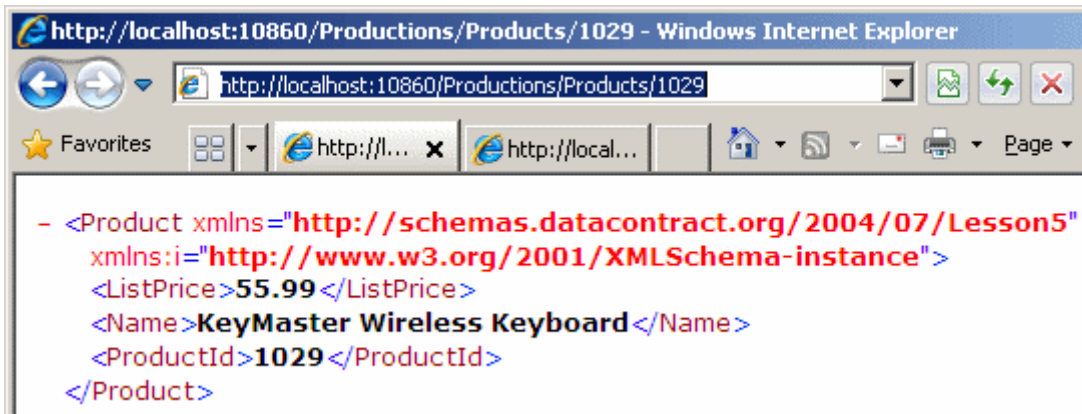 http://localhost:10860/Productions/Products/1029 - Windows Internet Explorer
http://localhost:10860/Productions/Products/1029
Favorites http://l... http://local... Page
- <Product xmlns="http://schemas.datacontract.org/2004/07/Lesson5"
xmlns:i="http://www.w3.org/2001/XMLSchema-instance">
<ListPrice>55.99</ListPrice>
<Name>KeyMaster Wireless Keyboard</Name>
<ProductId>1029</ProductId>
</Product>